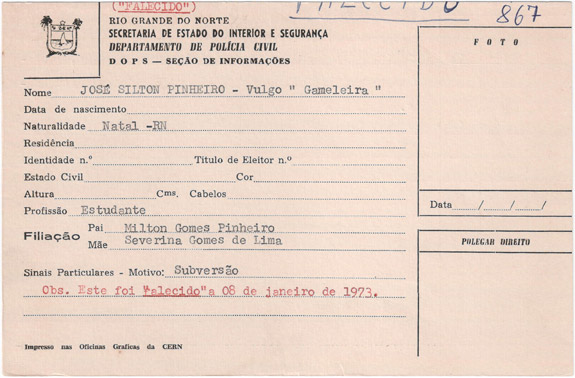 ("FALECIDO")
FALECIDO
867
RIO GRANDE DO NORTE
SECRETARIA DE ESTADO DO INTERIOR E SEGURANÇA
DEPARTAMENTO DE POLÍCIA CIVIL
DOPS — SEÇÃO DE INFORMAÇÕES
FOTO
Nome JOSÉ SILTON PINHEIRO - Vulgo " Gameleira "
Data de nascimento
Naturalidade Natal -RN
Residência
Identidade n.º Titulo de Eleitor n.º
Estado Civil Cor
Altura Cms. Cabelos
Data / / /
Profissão Estudante
Filiação
Pai Milton Gomes Pinheiro
Mãe Severina Gomes de Lima
POLEGAR DIREITO
Sinais Particulares - Motivo: Subversão
Obs. Este foi "alecido" a 08 de janeiro de 1973.
Impresso nas Oficinas Graficas da CERN